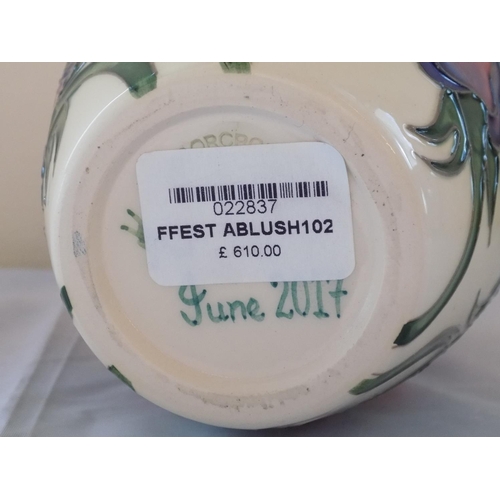 022837
FFEST ABLUSH102
£ 610.00
June 2017